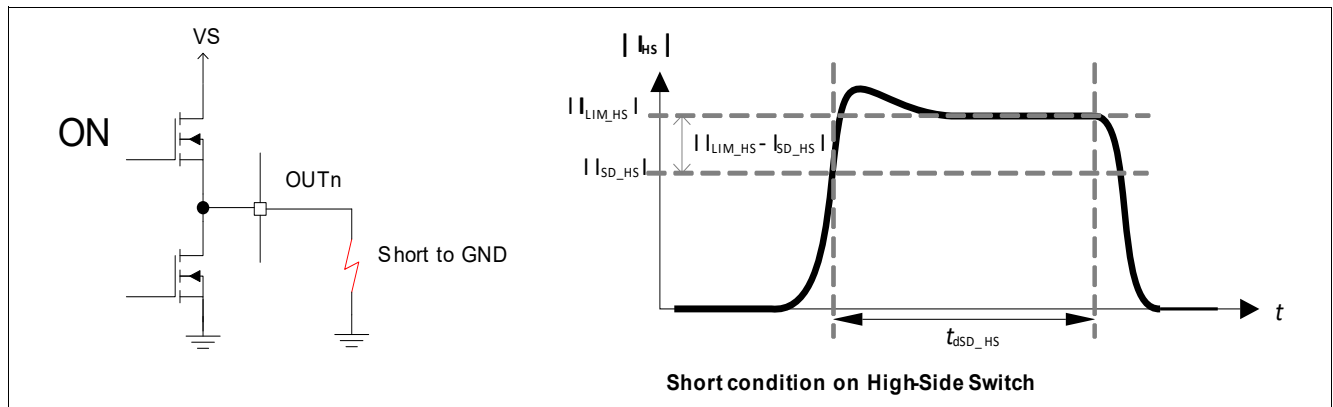 VS
ON
OUTn
Short to GND
| I_HS |
| I_LIM_HS |
| I_LIM_HS - I_SD_HS |
| I_SD_HS |
t
t_dSD_HS
Short condition on High-Side Switch